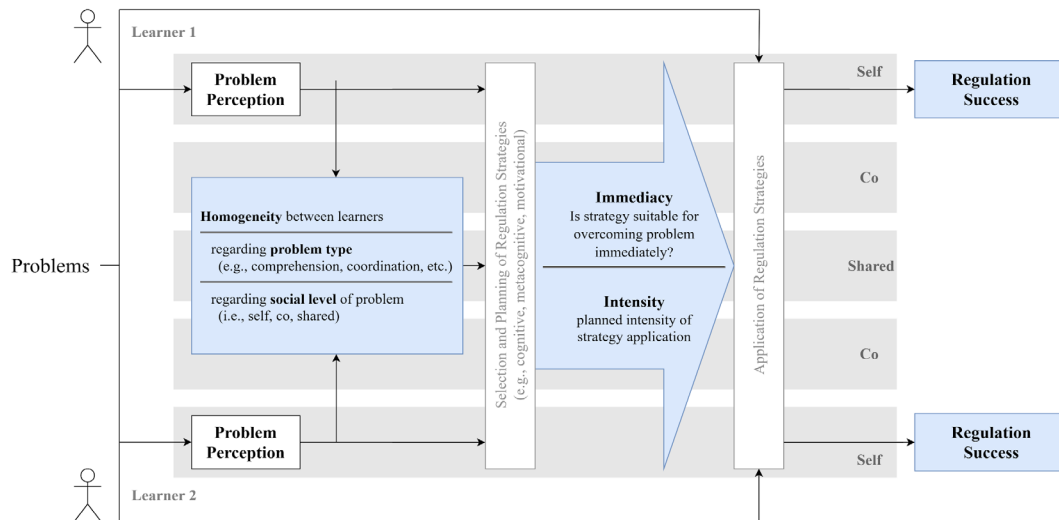 Learner 1
Problem
Perception
Self
Regulation
Success
Co
Homogeneity between learners
regarding problem type
(e.g., comprehension, coordination, etc.)
regarding social level of problem
(i.e., self, co, shared)
Problems
Selection and Planning of Regulation Strategies
(e.g., cognitive, metacognitive, motivational)
Immediacy
Is strategy suitable for
overcoming problem
immediately?
Intensity
planned intensity of
strategy application
Application of Regulation Strategies
Shared
Co
Problem
Perception
Self
Regulation
Success
Learner 2